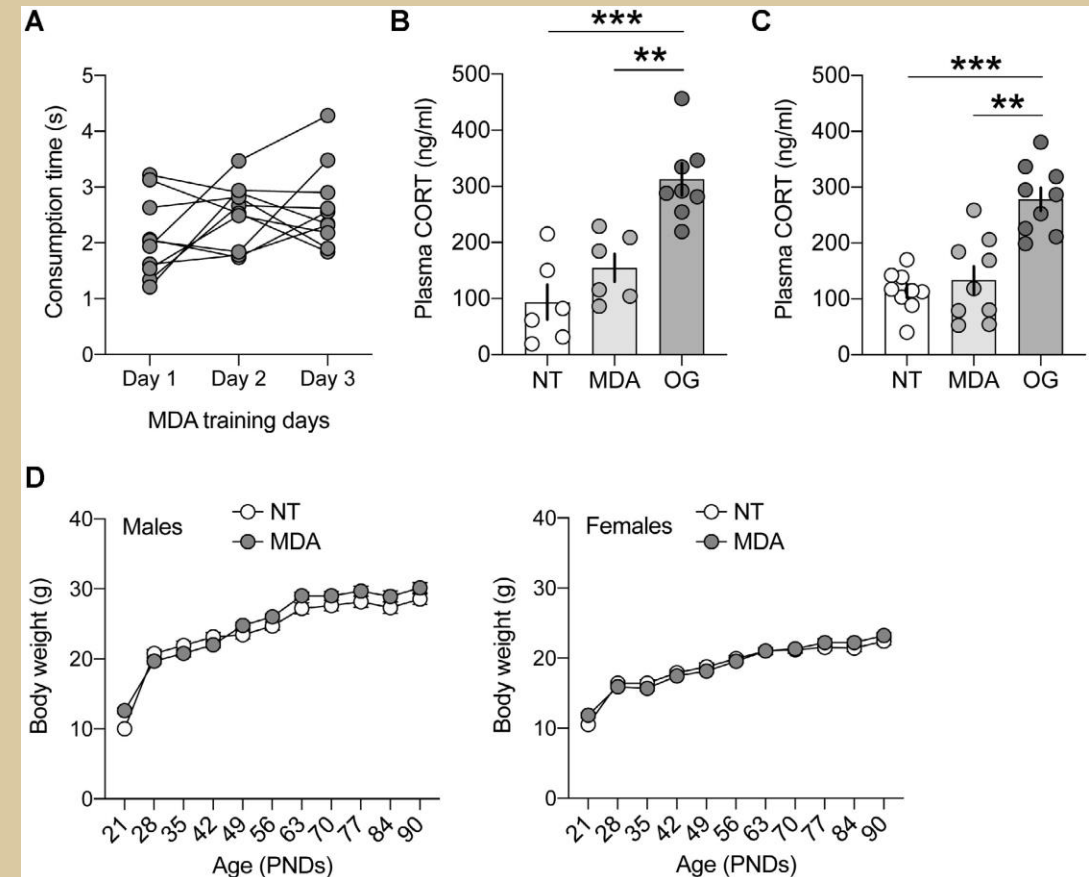 A
Consumption time (s)
5
4
3
2
1
0
Day 1 Day 2 Day 3
MDA training days
B
***
**
Plasma CORT (ng/ml)
500
400
300
200
100
0
NT MDA OG
C
***
**
Plasma CORT (ng/ml)
500
400
300
200
100
0
NT MDA OG
D
Males
NT
MDA
Body weight (g)
40
30
20
10
0
21 28 35 42 49 56 63 70 77 84 90
Age (PNDs)
Females
NT
MDA
Body weight (g)
40
30
20
10
0
21 28 35 42 49 56 63 70 77 84 90
Age (PNDs)